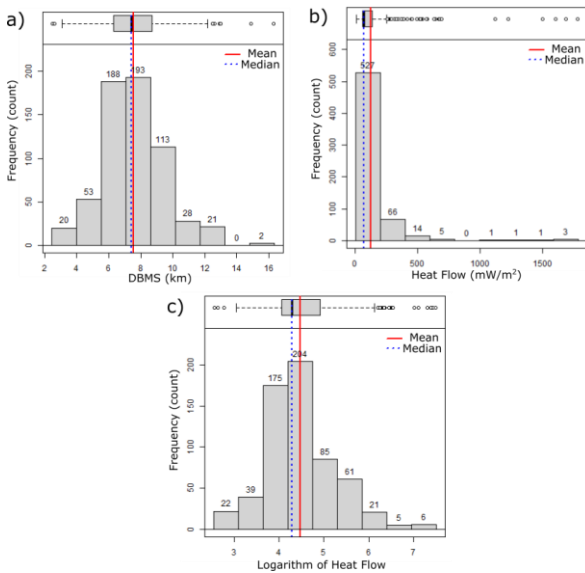 a)
Mean
Median
Frequency (count)
0 50 100 150 200
20 53 188 93 113 28 21 0 2
2 4 6 8 10 12 14 16
DBMS (km)
b)
Mean
Median
Frequency (count)
0 100 200 300 400 500 600
527 66 14 5 0 1 1 1 3
0 500 1000 1500
Heat Flow (mW/m²)
c)
Mean
Median
Frequency (count)
0 50 100 150 200
22 39 175 204 85 61 21 5 6
3 4 5 6 7
Logarithm of Heat Flow